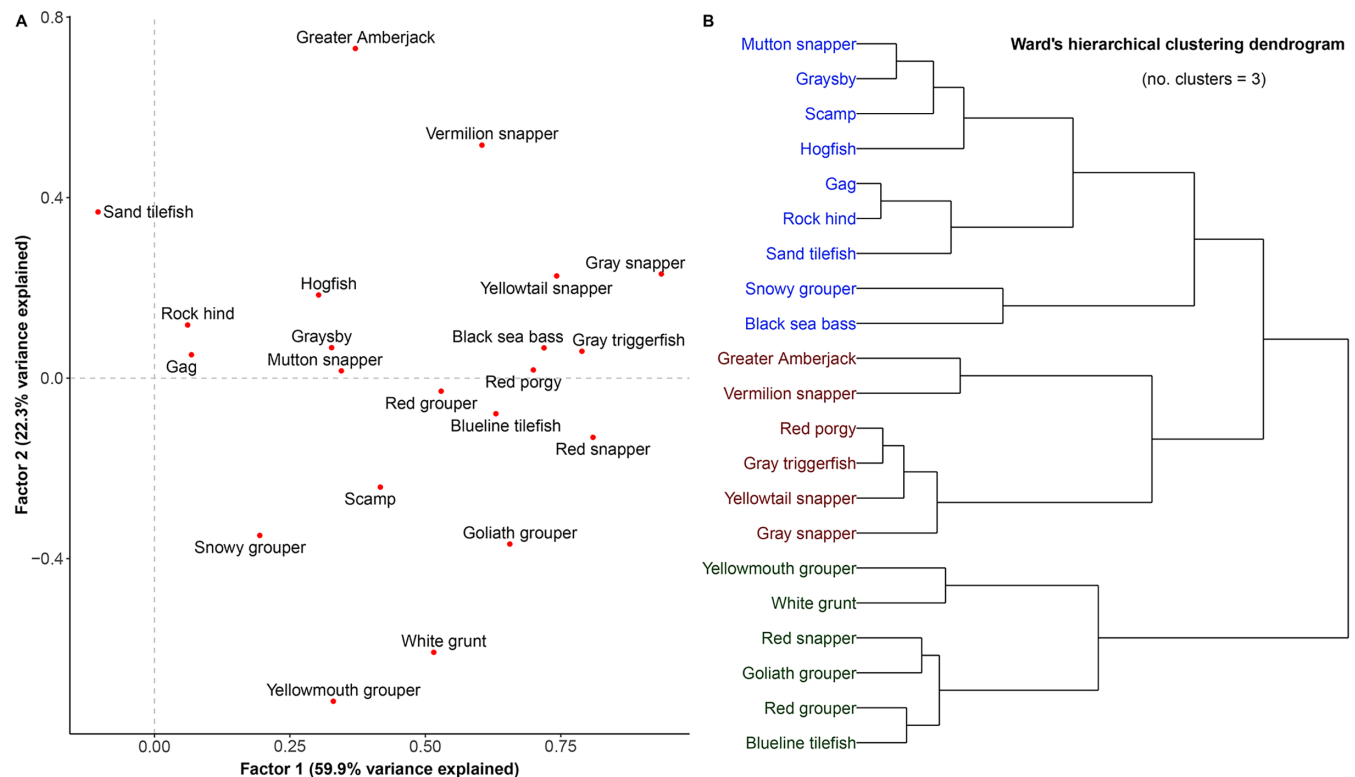 A
0.8
0.4
0.0
−0.4
Factor 2 (22.3% variance explained)
Greater Amberjack
Vermilion snapper
Sand tilefish
Gray snapper
Hogfish
Yellowtail snapper
Rock hind
Graysby
Black sea bass
Gray triggerfish
Mutton snapper
Gag
Red porgy
Red grouper
Blueline tilefish
Red snapper
Scamp
Goliath grouper
Snowy grouper
White grunt
Yellowmouth grouper
0.00
0.25
0.50
0.75
Factor 1 (59.9% variance explained)
B
Ward's hierarchical clustering dendrogram
(no. clusters = 3)
Mutton snapper
Graysby
Scamp
Hogfish
Gag
Rock hind
Sand tilefish
Snowy grouper
Black sea bass
Greater Amberjack
Vermilion snapper
Red porgy
Gray triggerfish
Yellowtail snapper
Gray snapper
Yellowmouth grouper
White grunt
Red snapper
Goliath grouper
Red grouper
Blueline tilefish